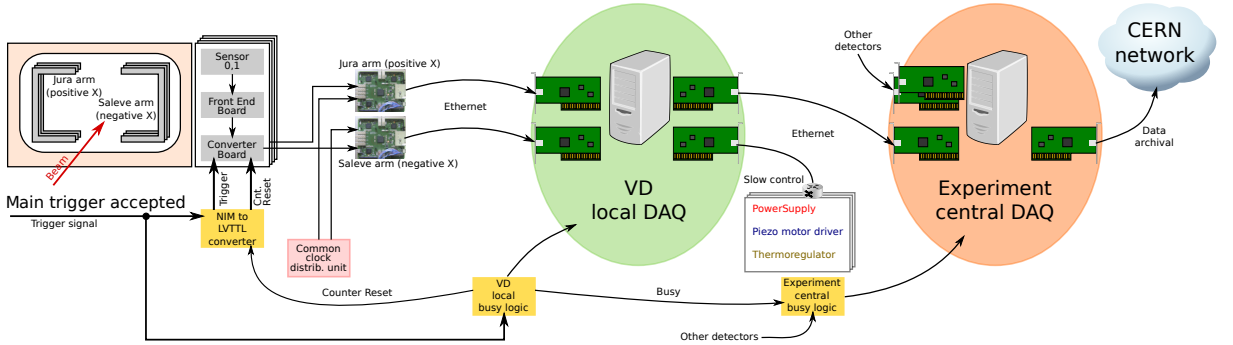 Jura arm
(positive X)
Saleve arm
(negative X)
Beam
Sensor
0,1
Front End
Board
Converter
Board
Trigger
Cnt.
Reset
Main trigger accepted
Trigger signal
NIM to
LVTTL
converter
Common
clock
distrib. unit
Jura arm (positive X)
Saleve arm (negative X)
Ethernet
Counter Reset
VD
local
busy logic
VD
local DAQ
Busy
Slow control
PowerSupply
Piezo motor driver
Thermoregulator
Experiment
central
busy logic
Other detectors
Ethernet
Other
detectors
Experiment
central DAQ
Data
archival
CERN
network